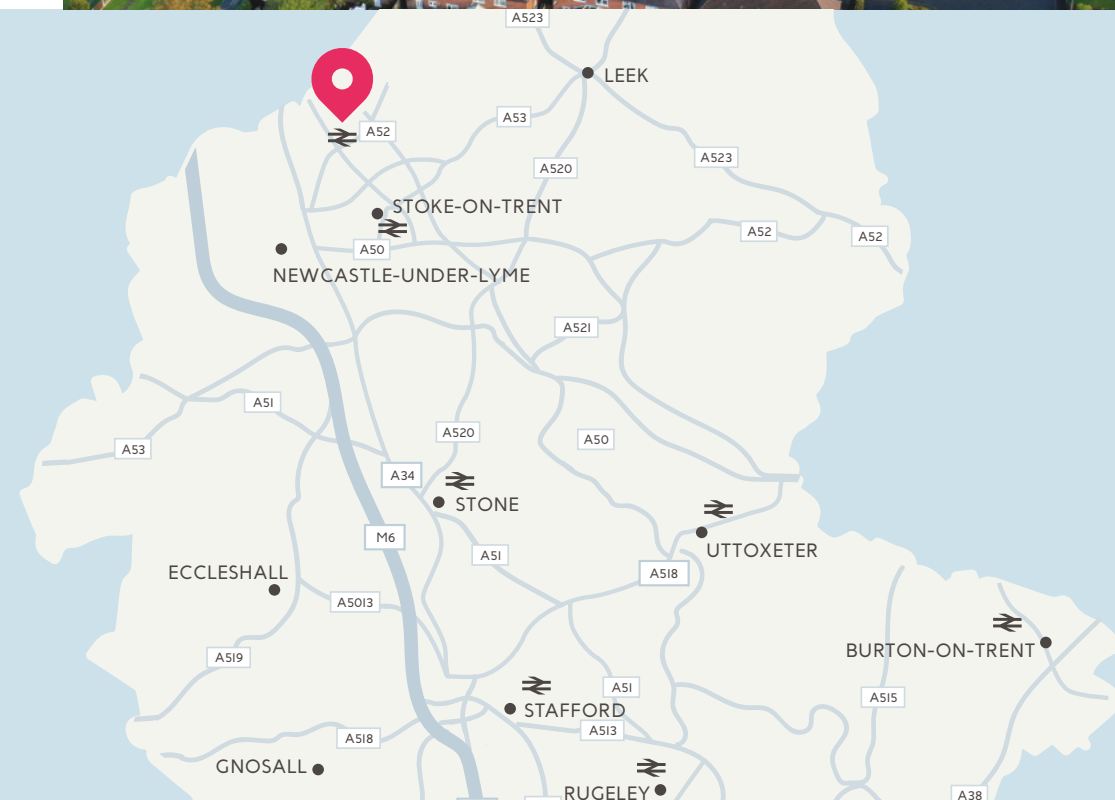 A523
LEEK
A53
A52
A523
A520
STOKE-ON-TRENT
A52
A52
A50
NEWCASTLE-UNDER-LYME
A521
A51
A520
A50
A53
A34
STONE
M6
UTTOXETER
A51
ECCLESHALL
A518
A5013
BURTON-ON-TRENT
A519
A51
A515
STAFFORD
A513
A518
GNOSALL
RUGELEY
A38